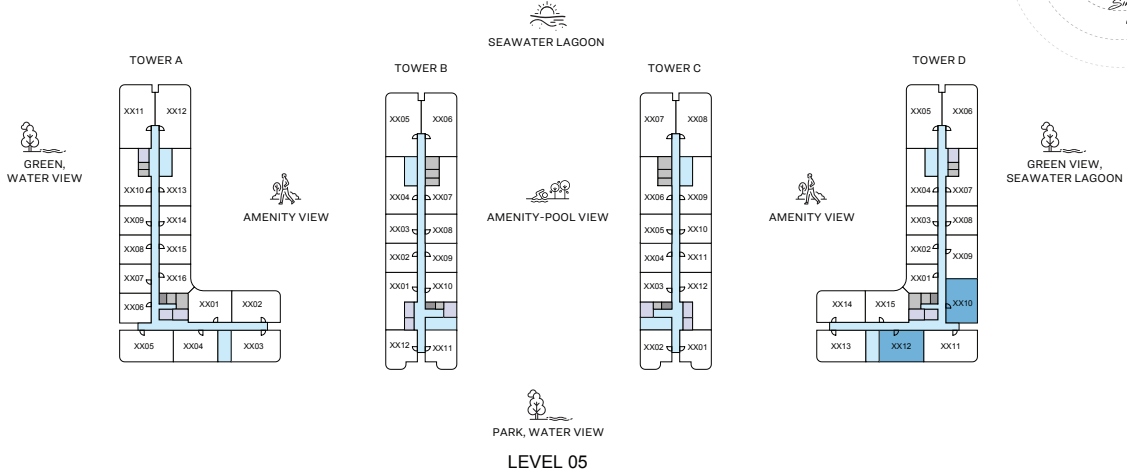 SEAWATER LAGOON
TOWER A
TOWER B
TOWER C
TOWER D
GREEN,
WATER VIEW
AMENITY VIEW
AMENITY-POOL VIEW
AMENITY VIEW
GREEN VIEW,
SEAWATER LAGOON
XX11 XX12
XX10 XX13
XX09 XX14
XX08 XX15
XX07 XX16
XX06 XX01 XX02
XX05 XX04 XX03
XX05 XX06
XX04 XX07
XX03 XX08
XX02 XX09
XX01 XX10
XX12 XX11
XX07 XX08
XX06 XX09
XX05 XX10
XX04 XX11
XX03 XX12
XX02 XX01
XX05 XX06
XX04 XX07
XX03 XX08
XX02 XX09
XX01
XX14 XX15 XX10
XX13 XX12 XX11
PARK, WATER VIEW
LEVEL 05